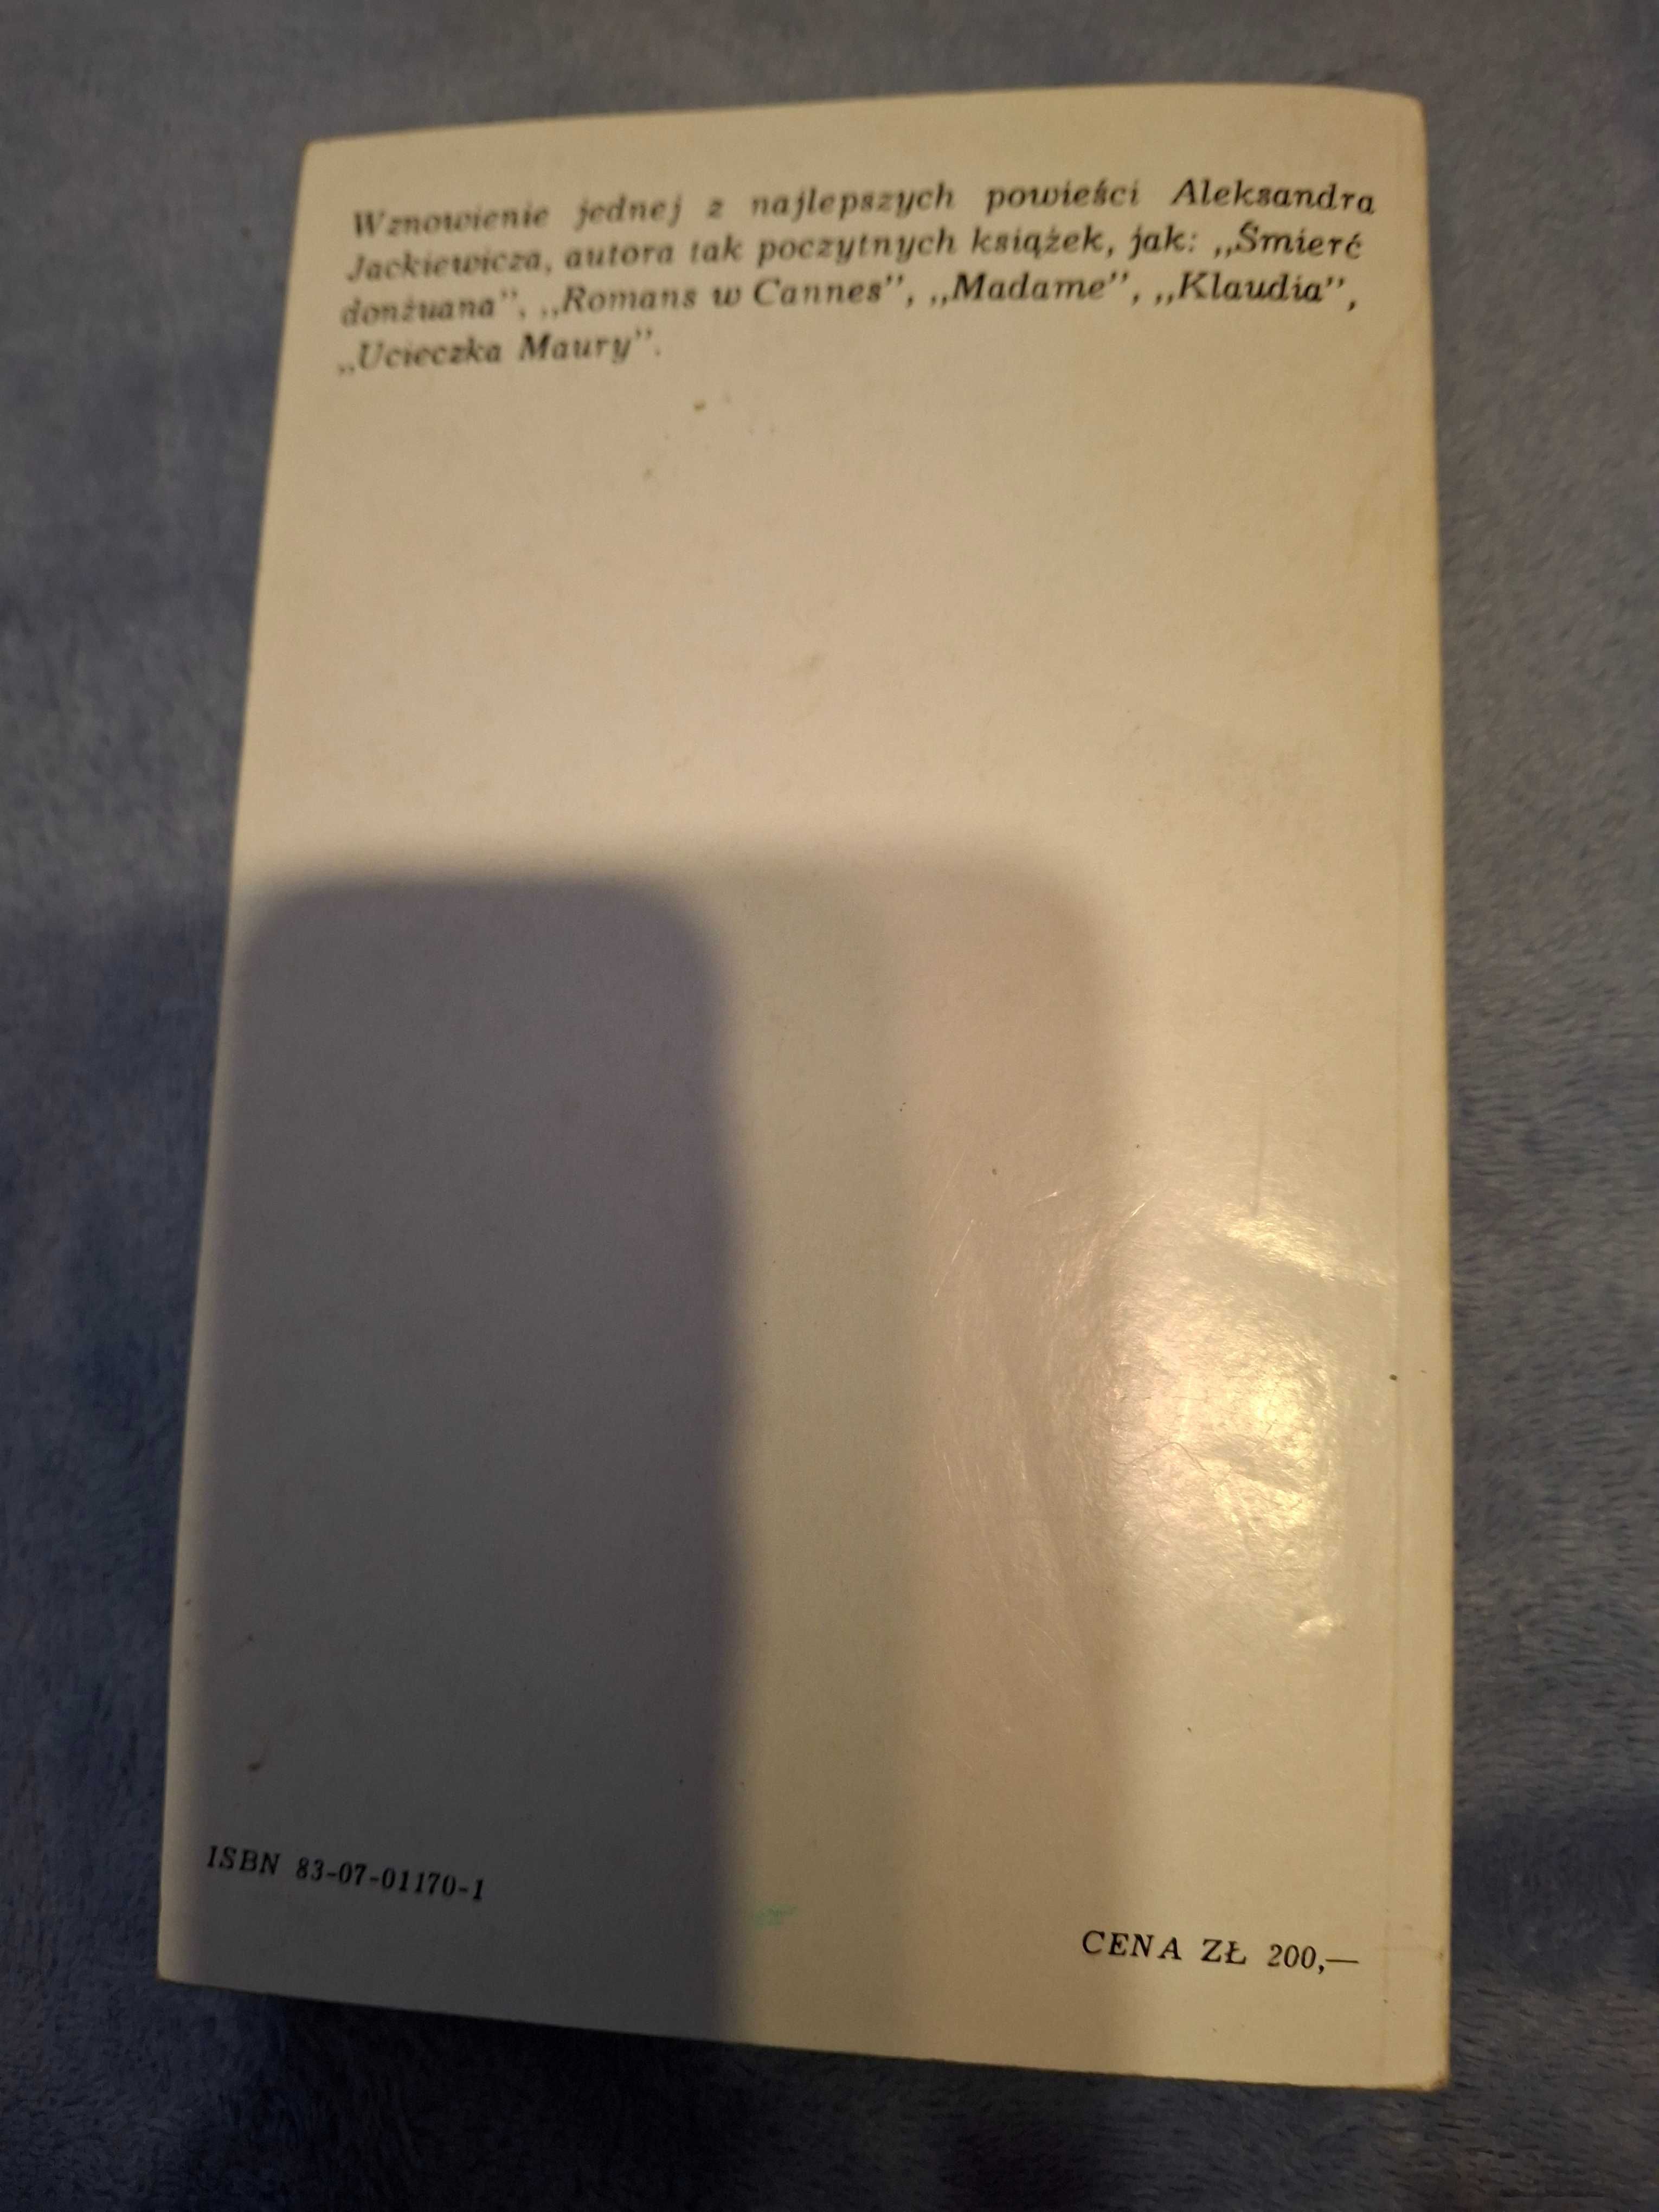 Wznowienie jednej z najlepszych powieści Aleksandra
Jackiewicza, autora tak poczytnych książek, jak: „Śmierć
donżuana”, „Romans w Cannes”, „Madame”, „Klaudia”,
„Ucieczka Maury”.
ISBN 83-07-01170-1
CENA ZŁ 200,—